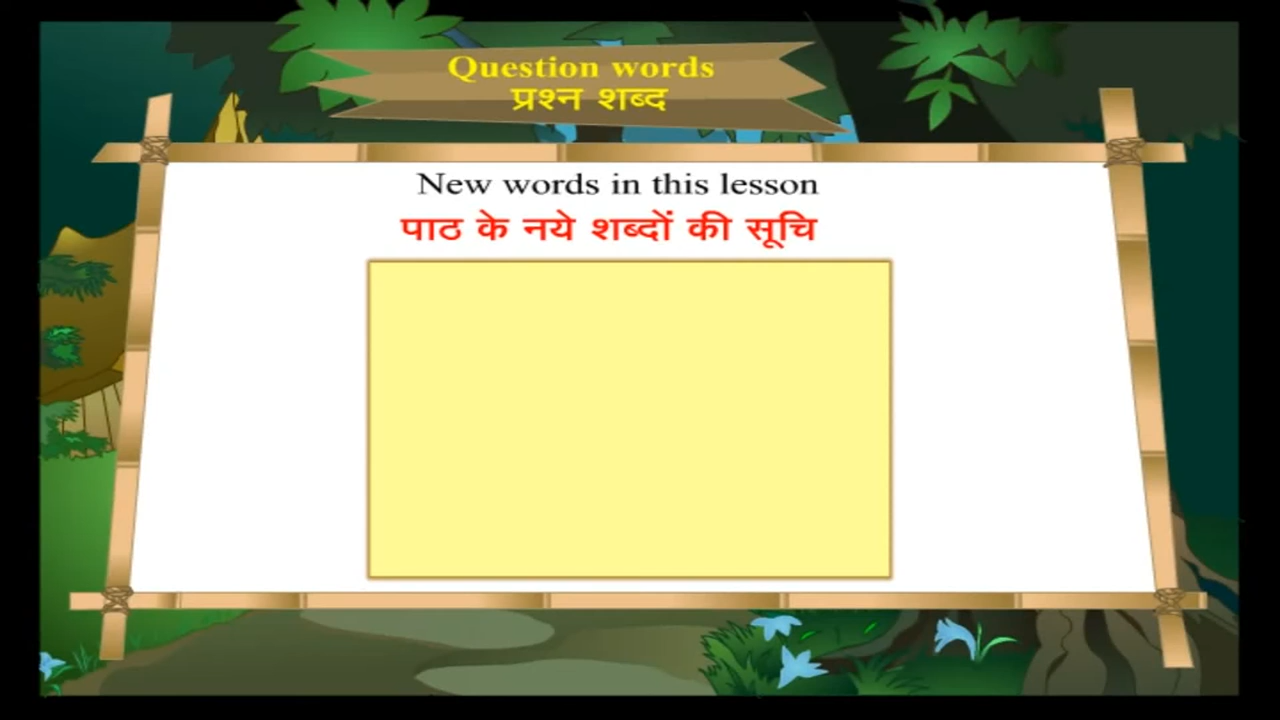 Question words
प्रश्न शब्द
New words in this lesson
पाठ के नये शब्दों की सूचि